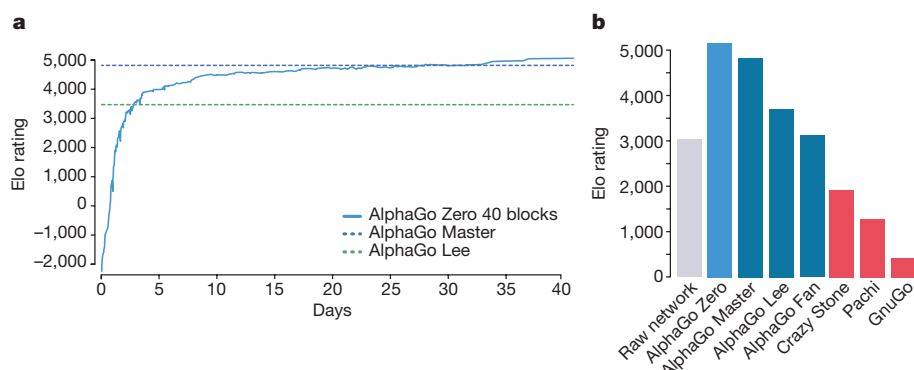 a
5,000
4,000
3,000
2,000
1,000
0
–1,000
–2,000
Elo rating
0 5 10 15 20 25 30 35 40
Days
AlphaGo Zero 40 blocks
AlphaGo Master
AlphaGo Lee
b
5,000
4,000
3,000
2,000
1,000
0
Elo rating
Raw network
AlphaGo Zero
AlphaGo Master
AlphaGo Lee
AlphaGo Fan
Crazy Stone
Pachi
GnuGo